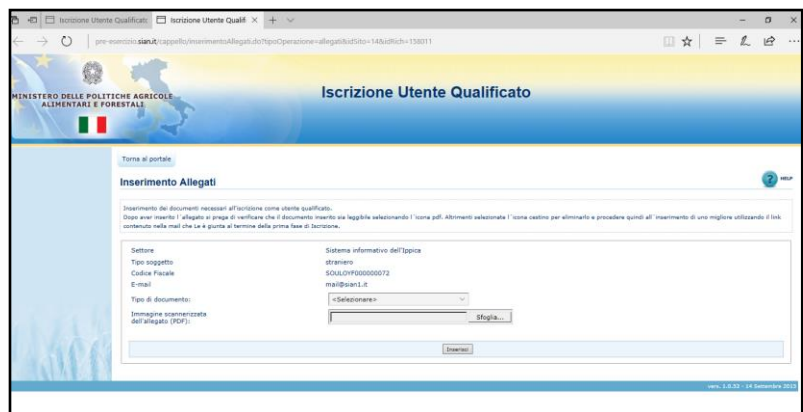 Iscrizione Utente Qualificato
Iscrizione Utente Qualifi
pre-esercizio.sian.it/cappello/inserimentoAllegati.do?tipoOperazione=allegati&idSito=14&idRich=158011
MINISTERO DELLE POLITICHE AGRICOLE
ALIMENTARI E FORESTALI
Iscrizione Utente Qualificato
Torna al portale
Inserimento Allegati
HELP
Inserimento dei documenti necessari all'iscrizione come utente qualificato.
Dopo aver inserito l'allegato si prega di verificare che il documento inserito sia leggibile selezionando l'icona pdf. Altrimenti selezionate l'icona cestino per eliminarlo e procedere quindi all'inserimento di uno migliore utilizzando il link
contenuto nella mail che Le è giunta al termine della prima fase di Iscrizione.
Settore Sistema informativo dell'Ippica
Tipo soggetto straniero
Codice Fiscale SOULOYF000000072
E-mail mail@sian1.it
Tipo di documento: <Selezionare>
Immagine scannerizzata
dell'allegato (PDF): Sfoglia...
Inserisci
vers. 1.8.32 - 14 Settembre 2015